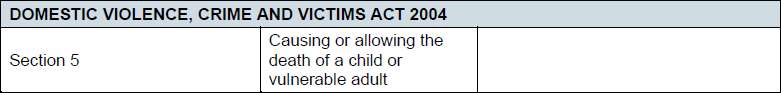 DOMESTIC VIOLENCE, CRIME AND VICTIMS ACT 2004
Section 5
Causing or allowing the
death of a child or
vulnerable adult